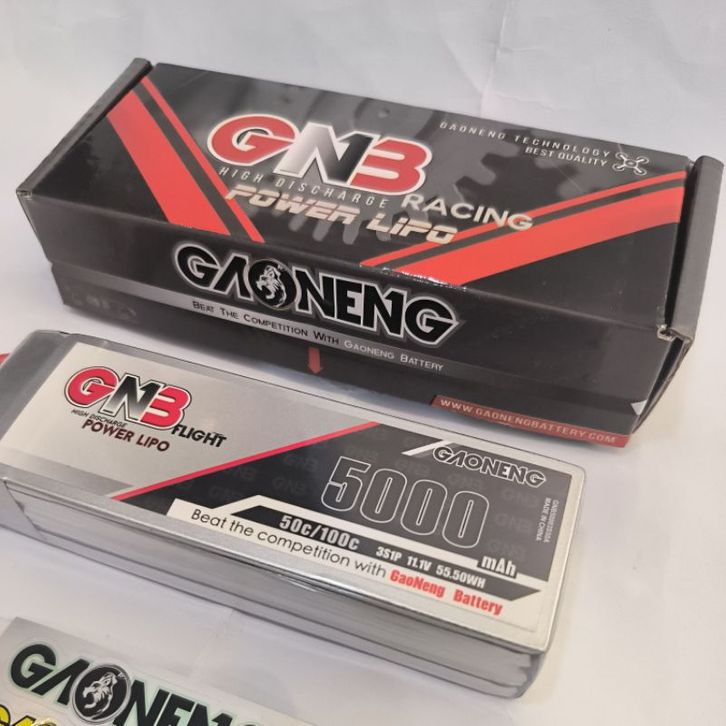 GAONENG TECHNOLOGY
BEST QUALITY
GNB
HIGH DISCHARGE RACING
POWER LiPO
GAONENG
BEAT THE COMPETITION WITH GAONENG BATTERY
WWW.GAONENGBATTERY.COM
GNB
HIGH DISCHARGE
POWER LIPO FLIGHT
GAONENG
5000
mAh
50c/100c 3S1P 11.1V 55.50WH
Beat the competition with GaoNeng Battery
MADE IN CHINA
GAONENG